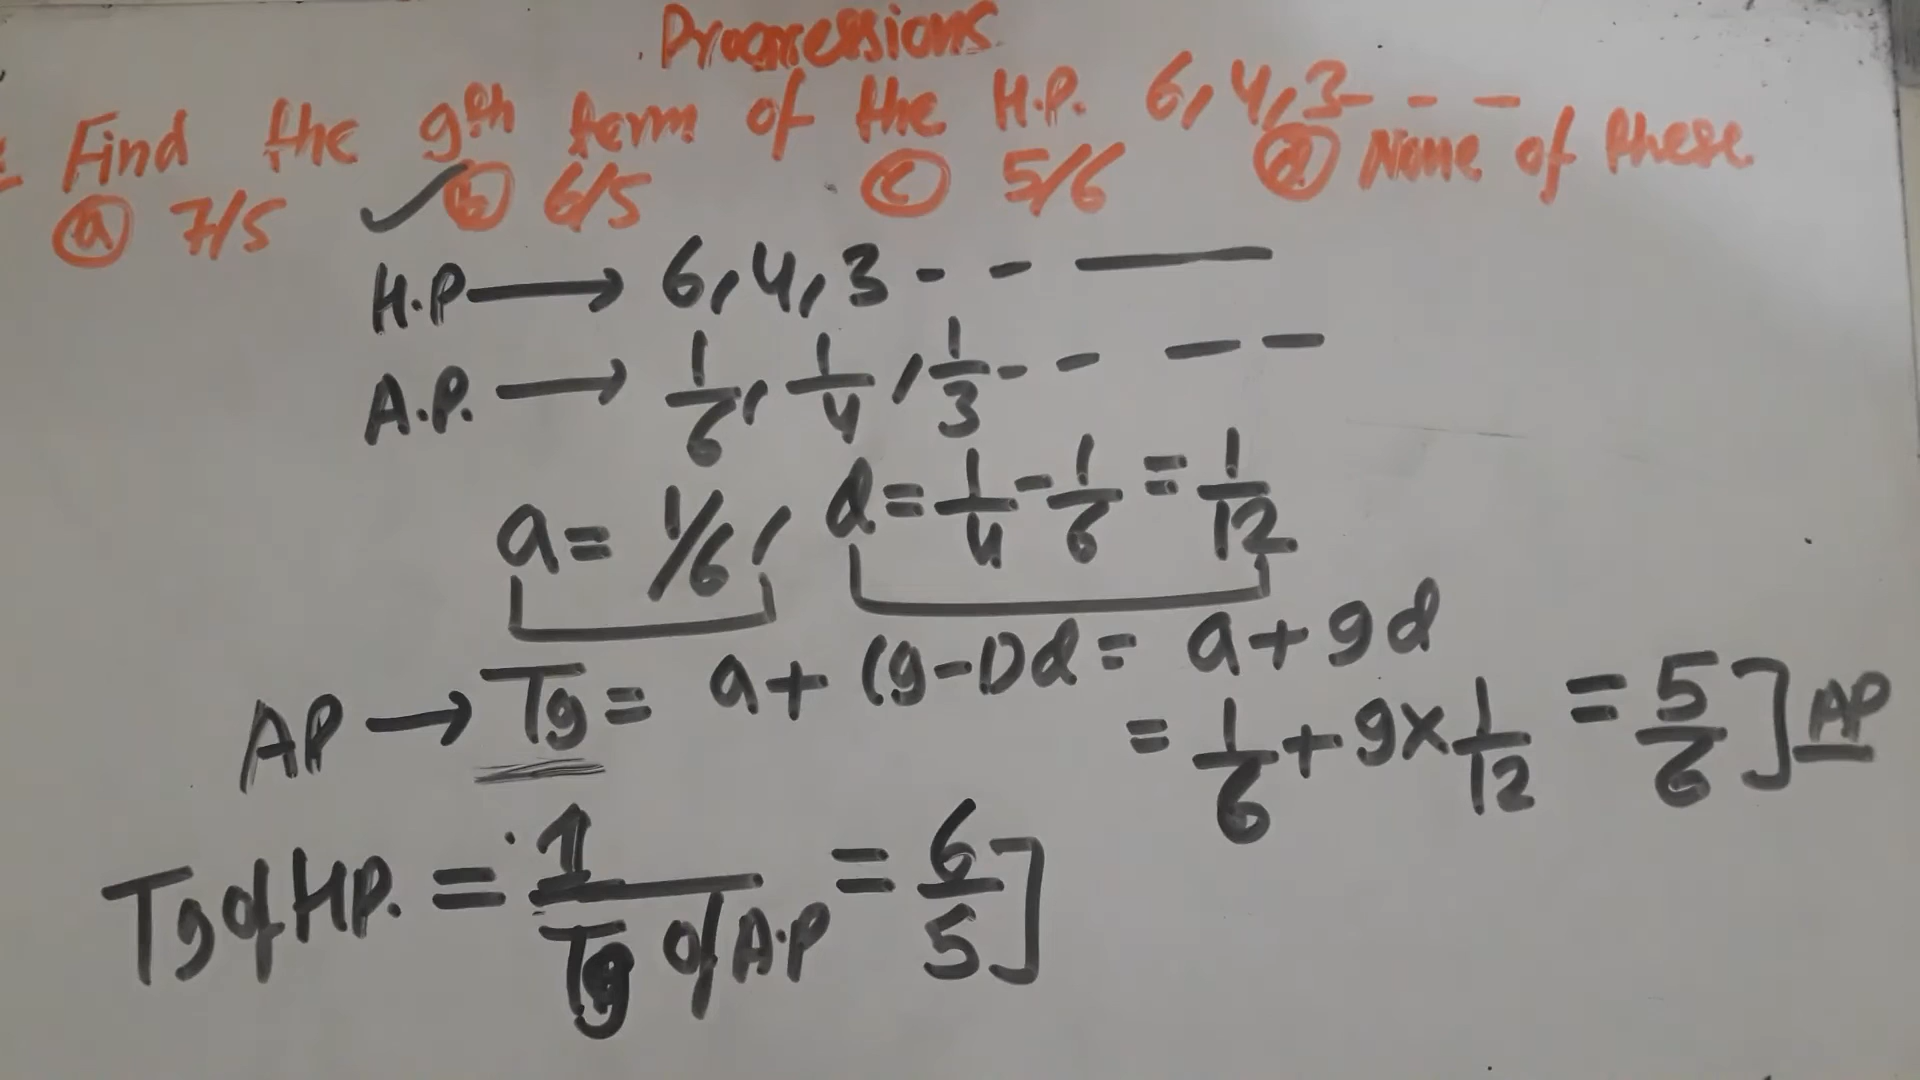 Progressions
Find the 9th term of the H.P. 6, 4, 3 - - -
(a) 7/5 ✓(b) 6/5 (c) 5/6 (d) None of these
H.P → 6, 4, 3 - - —
A.P. → 1/6, 1/4, 1/3 - - - -
a = 1/6, d = 1/4 - 1/6 = 1/12
AP → T9 = a + (9-1)d = a + 9d
= 1/6 + 9 x 1/12 = 5/6 ] AP
T9 of HP. = 1/T9 of A.P = 6/5 ]